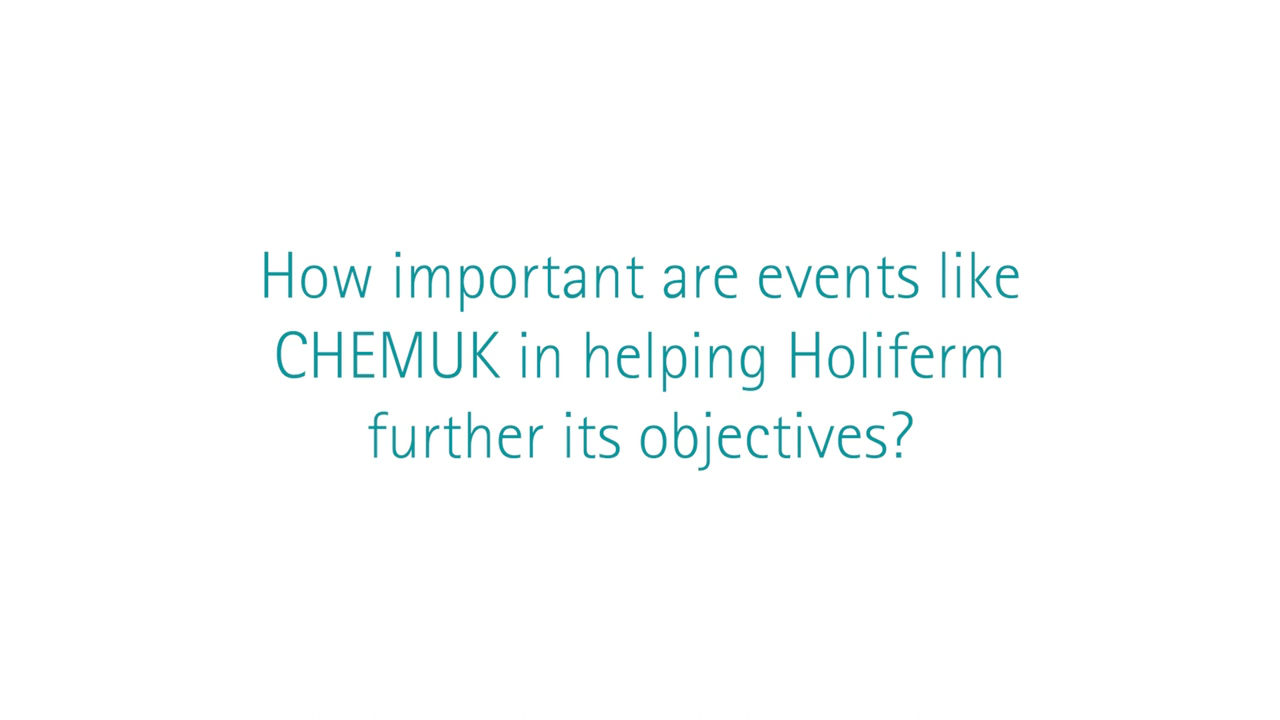 How important are events like
CHEMUK in helping Holiferm
further its objectives?